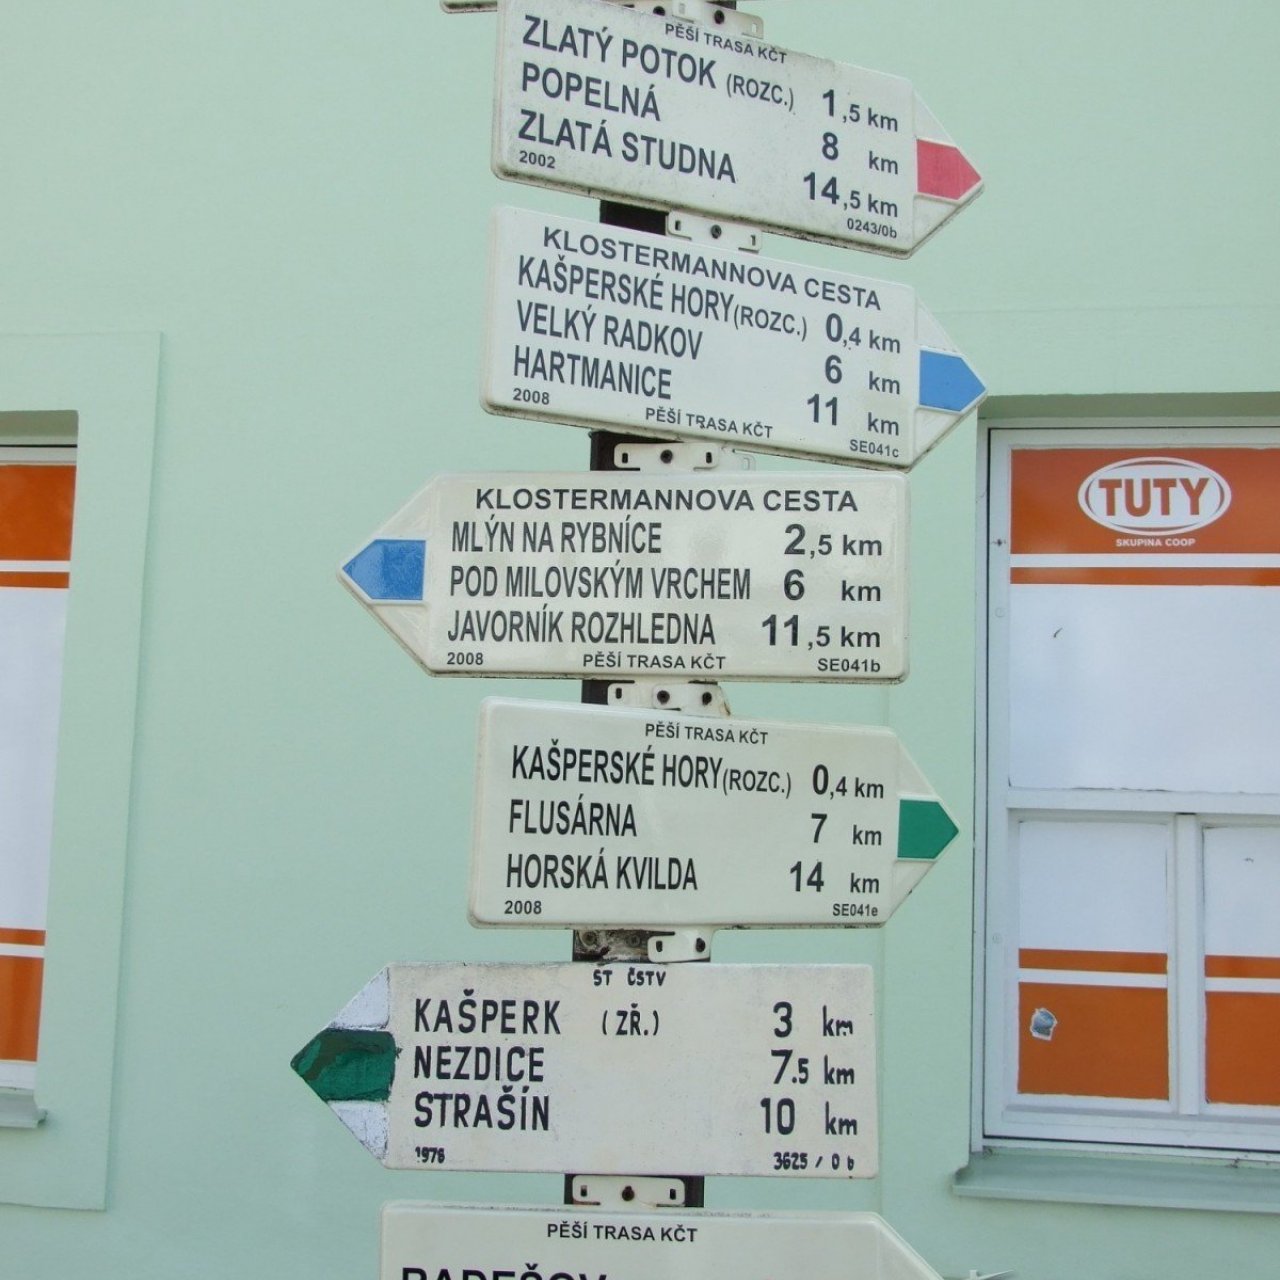 PĚŠÍ TRASA KČT
ZLATÝ POTOK (ROZC.) 1,5 km
POPELNÁ 8 km
ZLATÁ STUDNA 14,5 km
2002 0243/0b
KLOSTERMANNOVA CESTA
KAŠPERSKÉ HORY(ROZC.) 0,4 km
VELKÝ RADKOV 6 km
HARTMANICE 11 km
2008 PĚŠÍ TRASA KČT SE041c
KLOSTERMANNOVA CESTA
MLÝN NA RYBNÍCE 2,5 km
POD MILOVSKÝM VRCHEM 6 km
JAVORNÍK ROZHLEDNA 11,5 km
2008 PĚŠÍ TRASA KČT SE041b
PĚŠÍ TRASA KČT
KAŠPERSKÉ HORY(ROZC.) 0,4 km
FLUSÁRNA 7 km
HORSKÁ KVILDA 14 km
2008 SE041e
ST ČSTV
KAŠPERK (ZŘ.) 3 km
NEZDICE 7.5 km
STRAŠÍN 10 km
1976 3625 / 0 b
PĚŠÍ TRASA KČT
RADEŠOV
TUTY
SKUPINA COOP